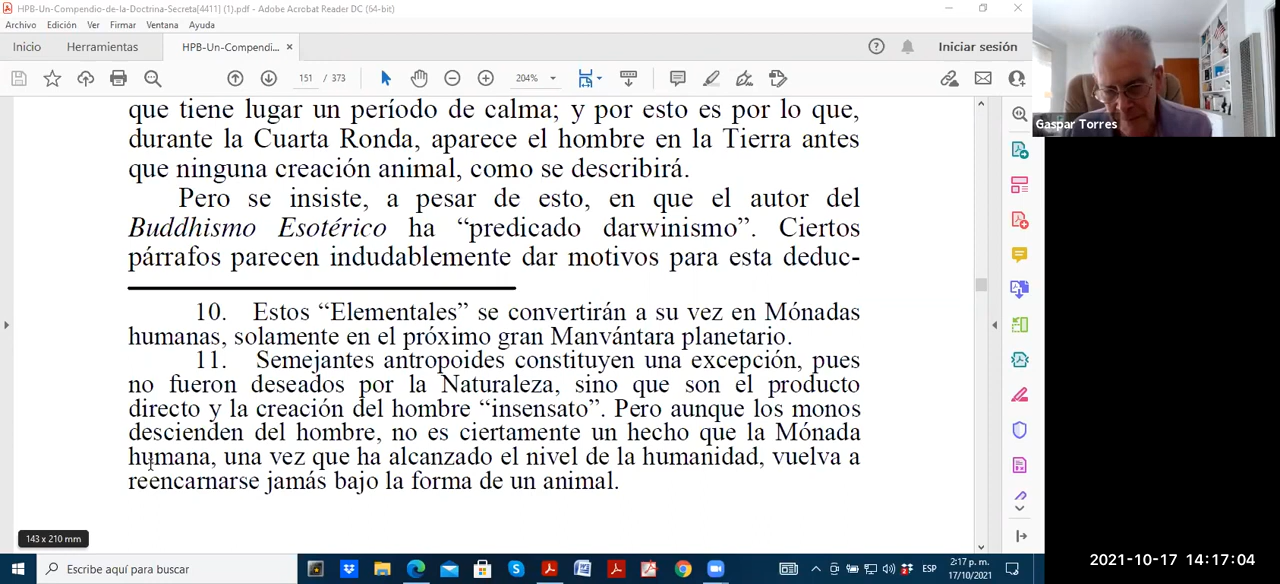 HPB-Un-Compendio-de-la-Doctrina-Secreta[4411] (1).pdf - Adobe Acrobat Reader DC (64-bit)
Archivo Edición Ver Firmar Ventana Ayuda
Inicio Herramientas HPB-Un-Compendi... × Iniciar sesión
151 / 373 204%
que tiene lugar un período de calma; y por esto es por lo que,
durante la Cuarta Ronda, aparece el hombre en la Tierra antes
que ninguna creación animal, como se describirá.
Pero se insiste, a pesar de esto, en que el autor del
Buddhismo Esotérico ha “predicado darwinismo”. Ciertos
párrafos parecen indudablemente dar motivos para esta deduc-
10. Estos “Elementales” se convertirán a su vez en Mónadas
humanas, solamente en el próximo gran Manvántara planetario.
11. Semejantes antropoides constituyen una excepción, pues
no fueron deseados por la Naturaleza, sino que son el producto
directo y la creación del hombre “insensato”. Pero aunque los monos
descienden del hombre, no es ciertamente un hecho que la Mónada
humana, una vez que ha alcanzado el nivel de la humanidad, vuelva a
reencarnarse jamás bajo la forma de un animal.
143 x 210 mm
Escribe aquí para buscar
ESP
2:17 p. m.
17/10/2021
Gaspar Torres
2021-10-17 14:17:04